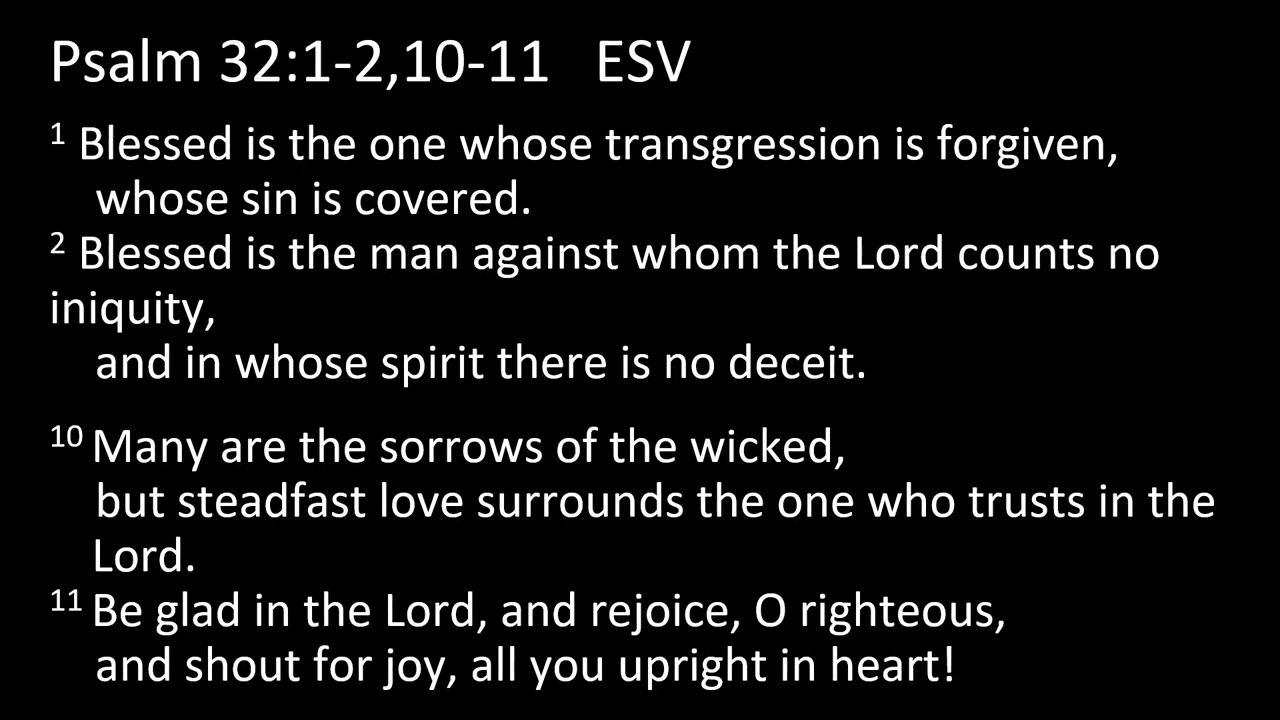 Psalm 32:1-2,10-11 ESV
1 Blessed is the one whose transgression is forgiven,
whose sin is covered.
2 Blessed is the man against whom the Lord counts no
iniquity,
and in whose spirit there is no deceit.
10 Many are the sorrows of the wicked,
but steadfast love surrounds the one who trusts in the
Lord.
11 Be glad in the Lord, and rejoice, O righteous,
and shout for joy, all you upright in heart!